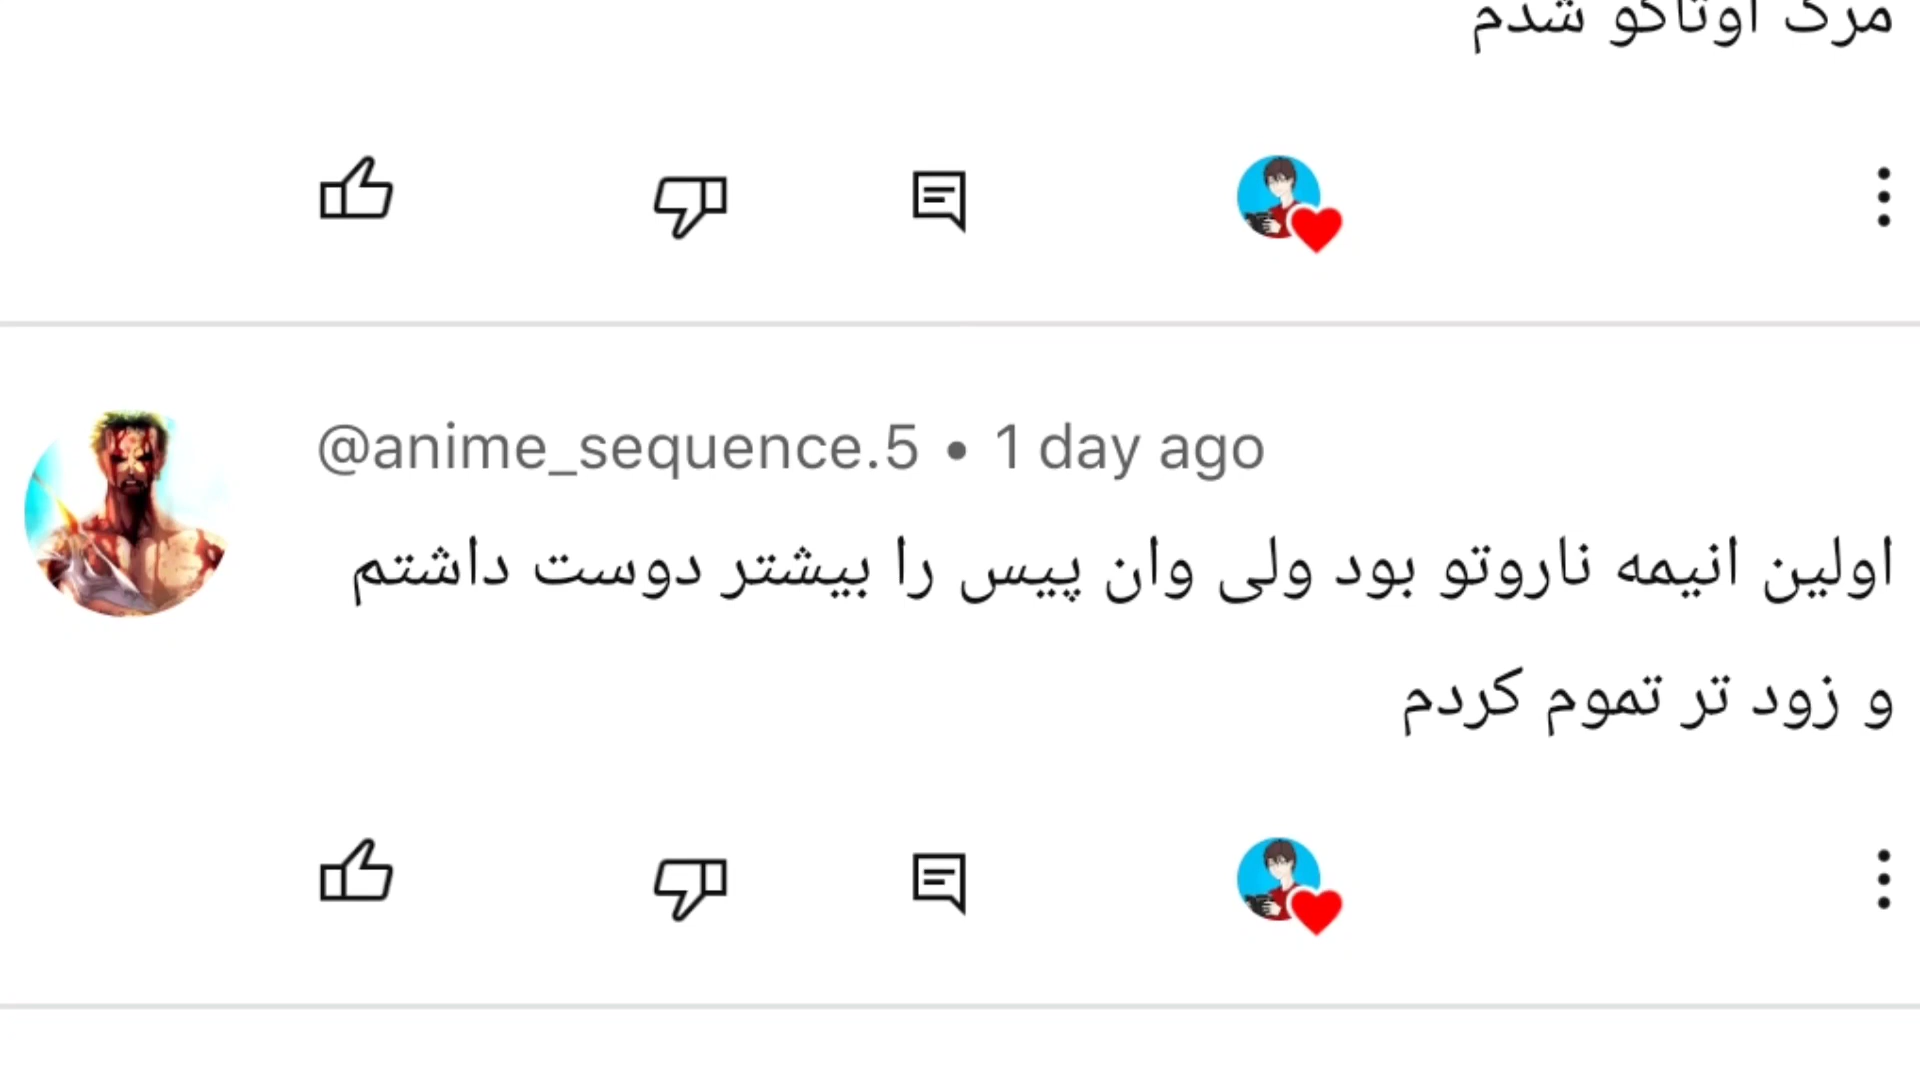 مرگ اوتاکو شدم
@anime_sequence.5 • 1 day ago
اولین انیمه ناروتو بود ولی وان پیس را بیشتر دوست داشتم
و زود تر تموم کردم